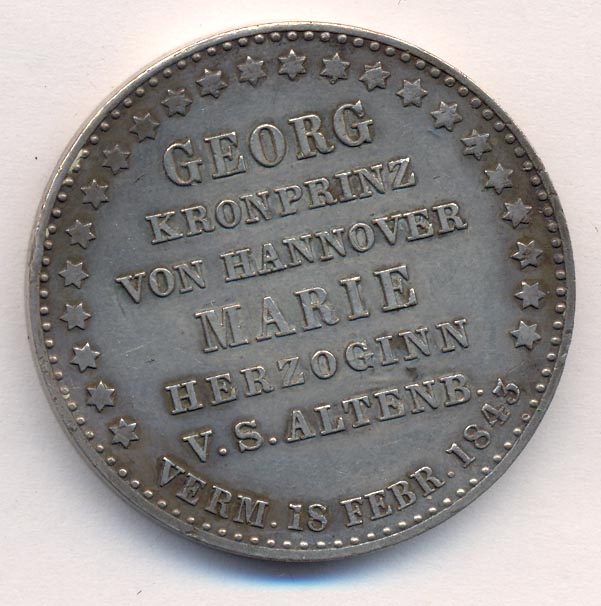 GEORG
KRONPRINZ
VON HANNOVER
MARIE
HERZOGINN
V.S.ALTENB.
VERM. 18 FEBR. 1843